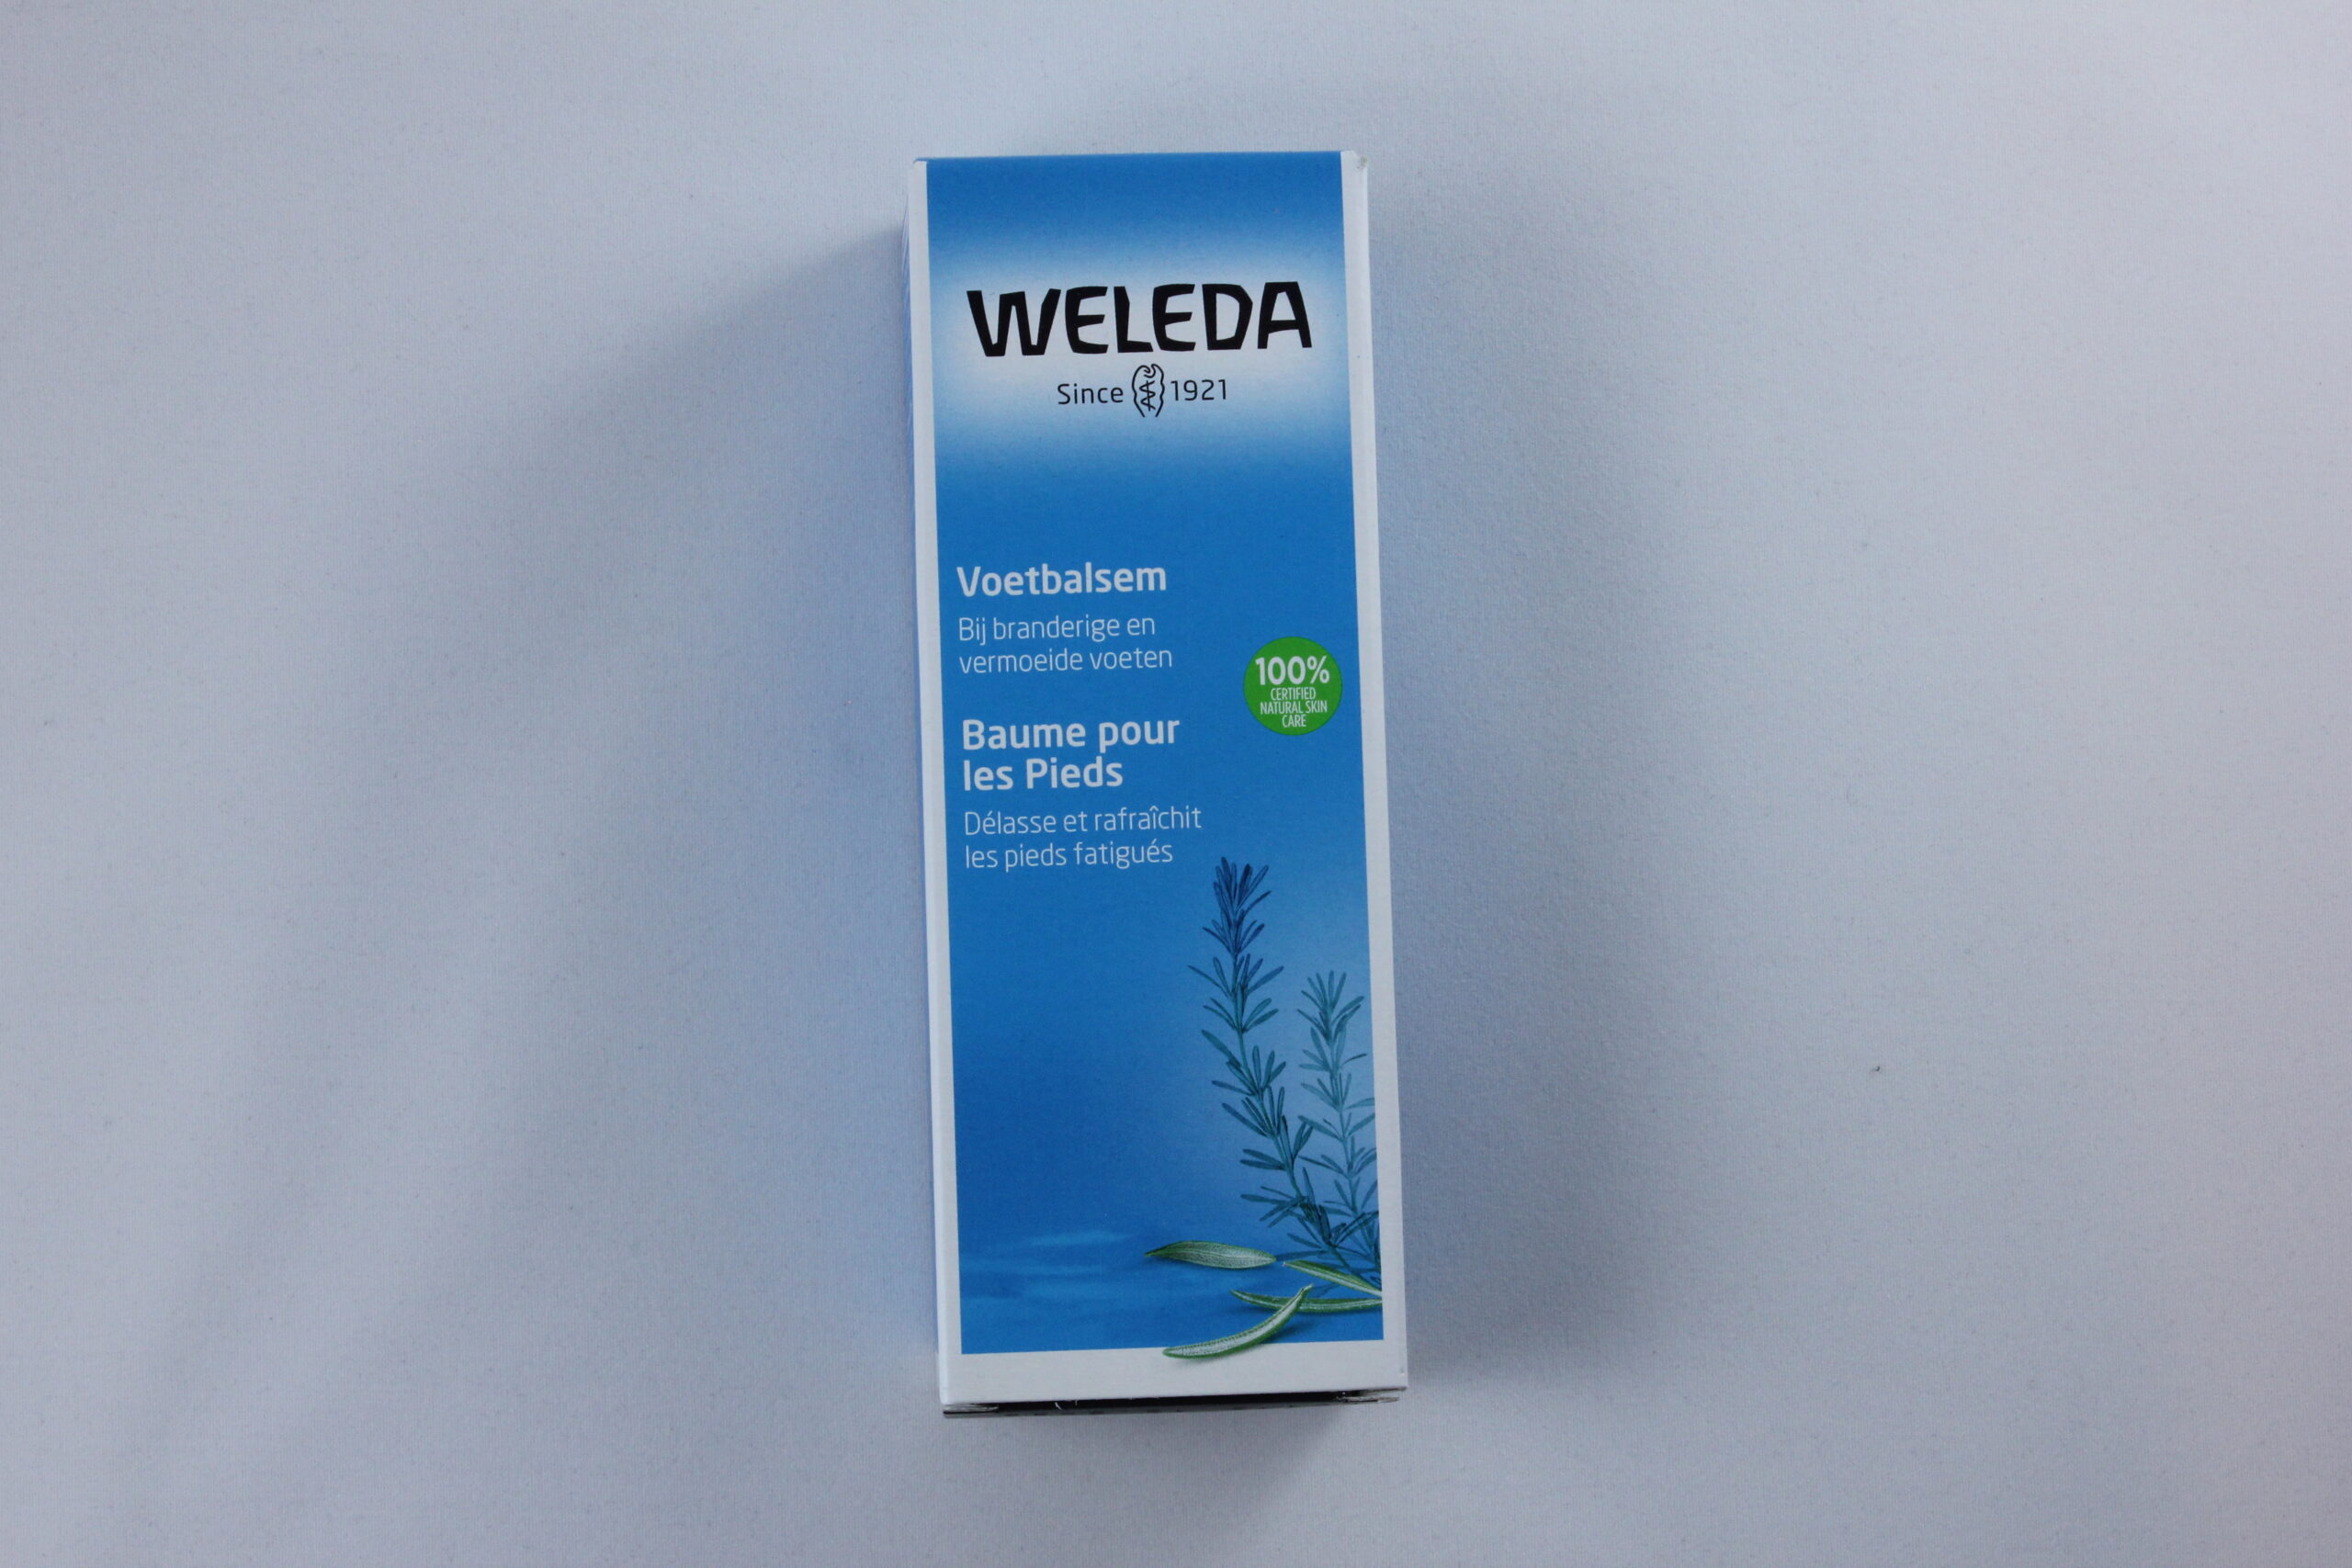 WELEDA
Since 1921
Voetbalsem
Bij branderige en
vermoeide voeten
100%
CERTIFIED
NATURAL SKIN
CARE
Baume pour
les Pieds
Délasse et rafraîchit
les pieds fatigués